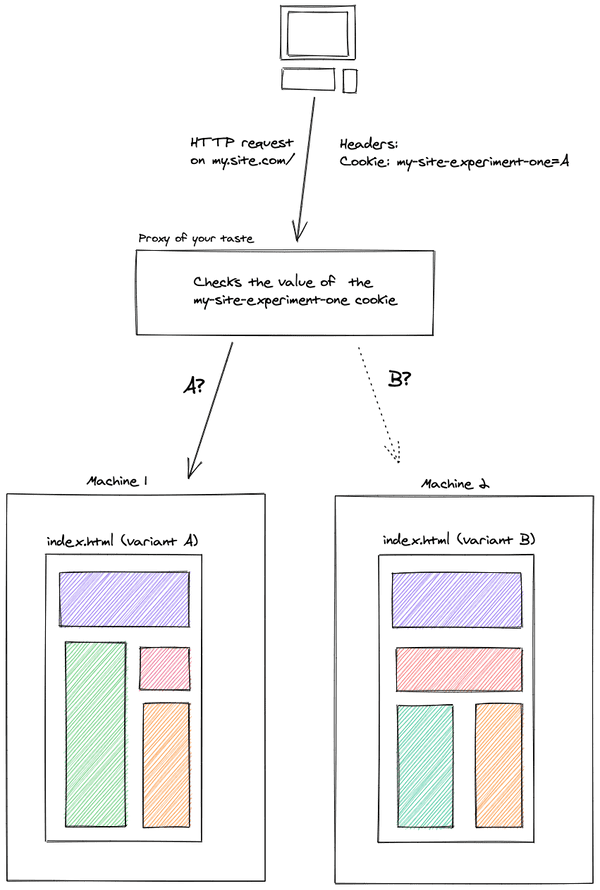 HTTP request
on my.site.com/
Headers:
Cookie: my-site-experiment-one=A
Proxy of your taste
Checks the value of the
my-site-experiment-one cookie
A?
B?
Machine 1
Machine 2
index.html (variant A)
index.html (variant B)